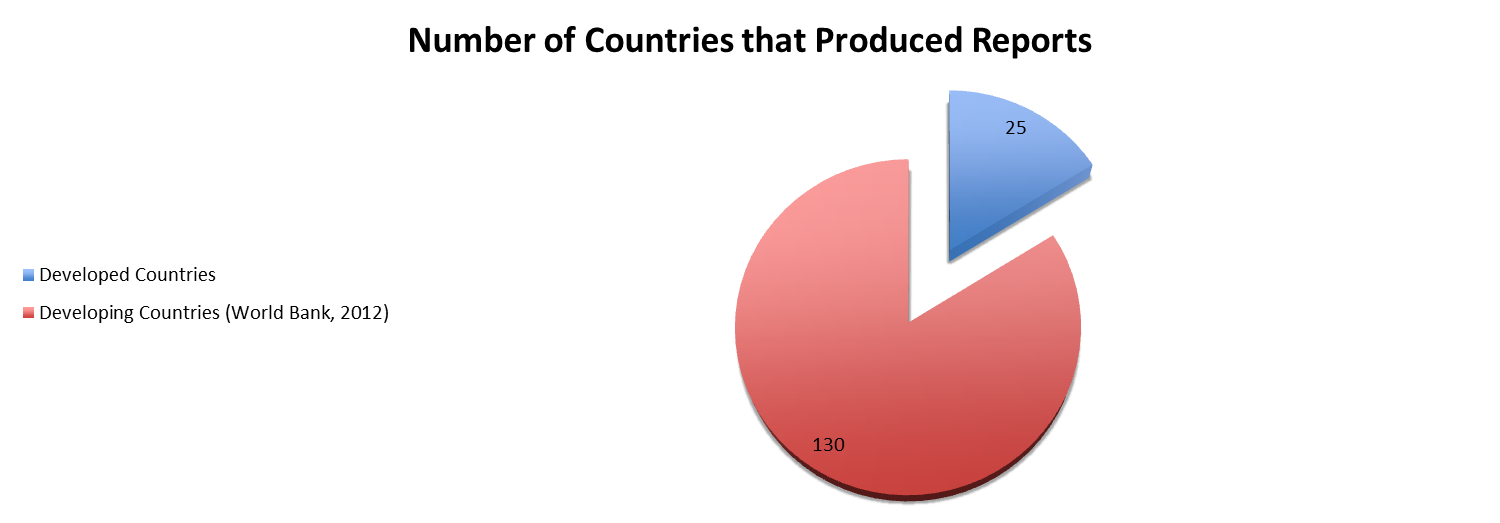 Number of Countries that Produced Reports
25
Developed Countries
Developing Countries (World Bank, 2012)
130